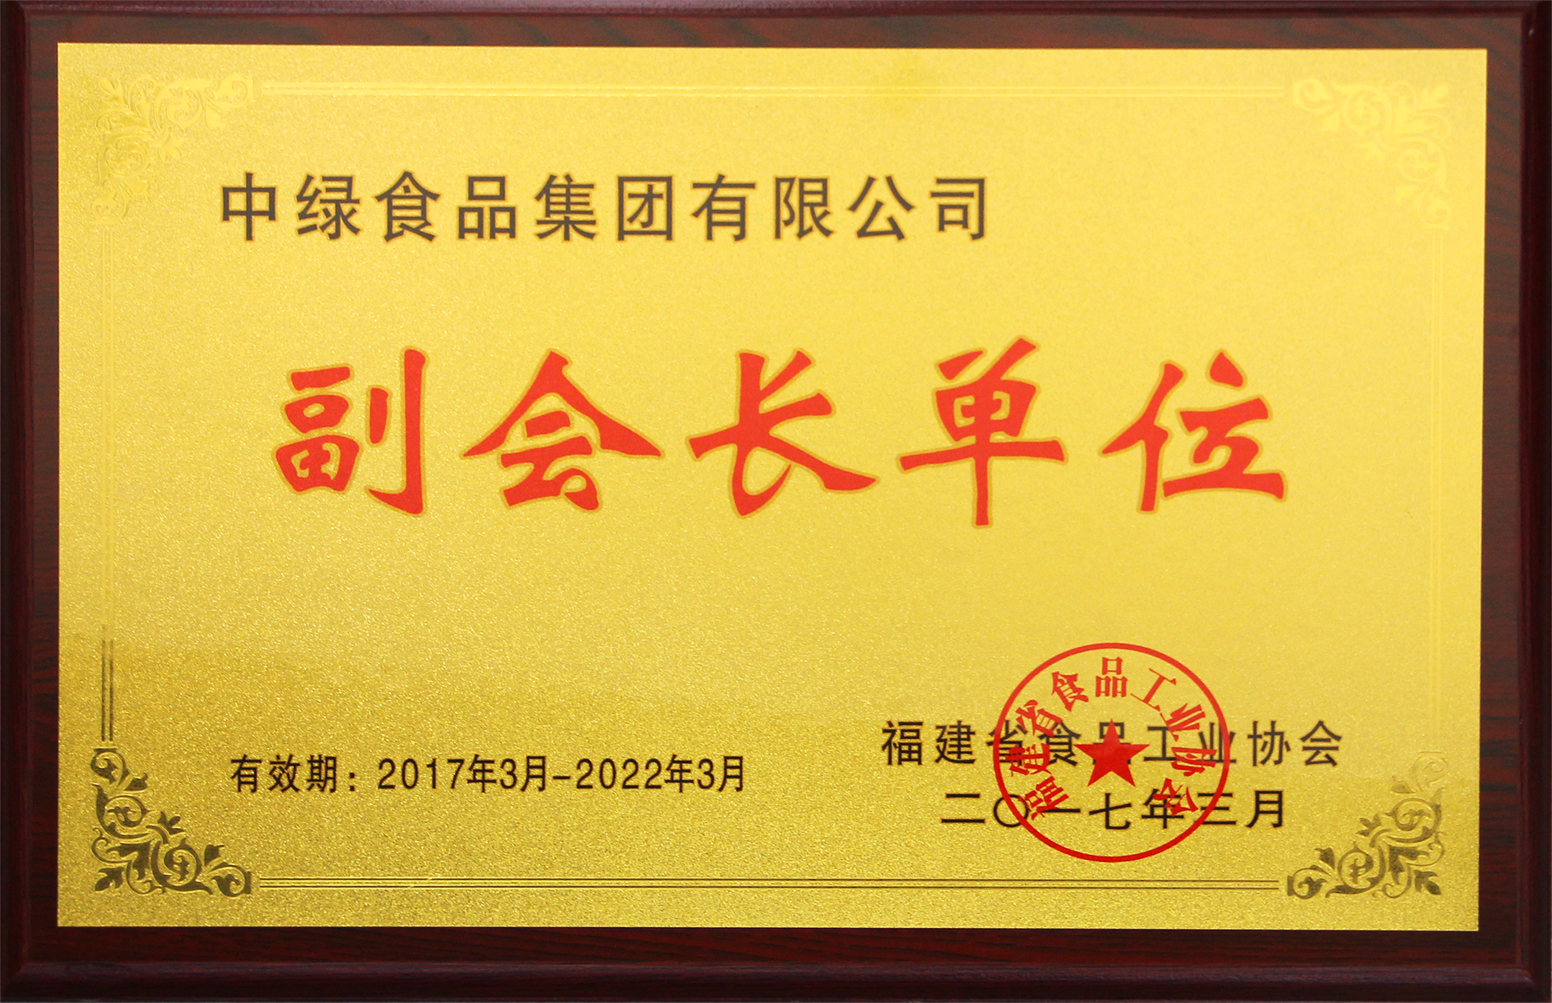 中绿食品集团有限公司
副会长单位
福建省食品工业协会
有效期：2017年3月-2022年3月
福建省食品工业协会
二〇一七年三月